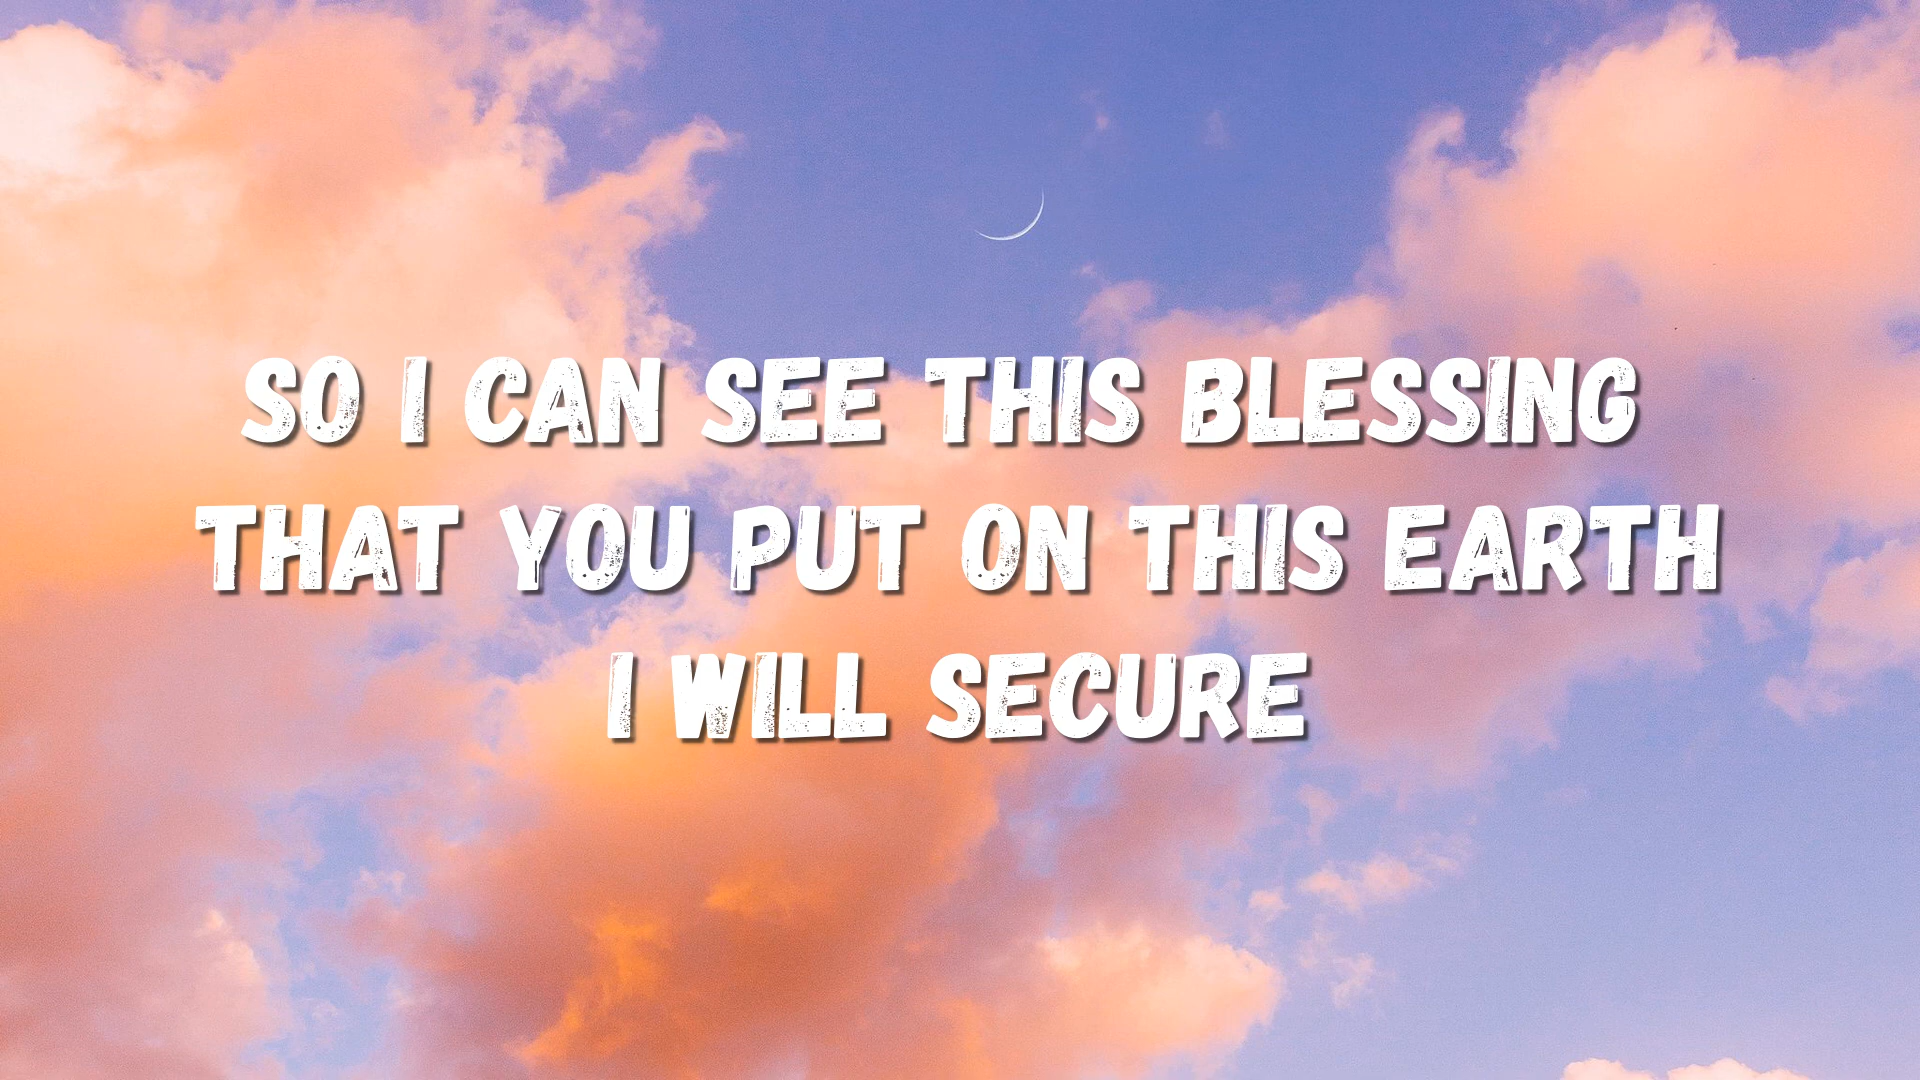 SO I CAN SEE THIS BLESSING
THAT YOU PUT ON THIS EARTH
I WILL SECURE